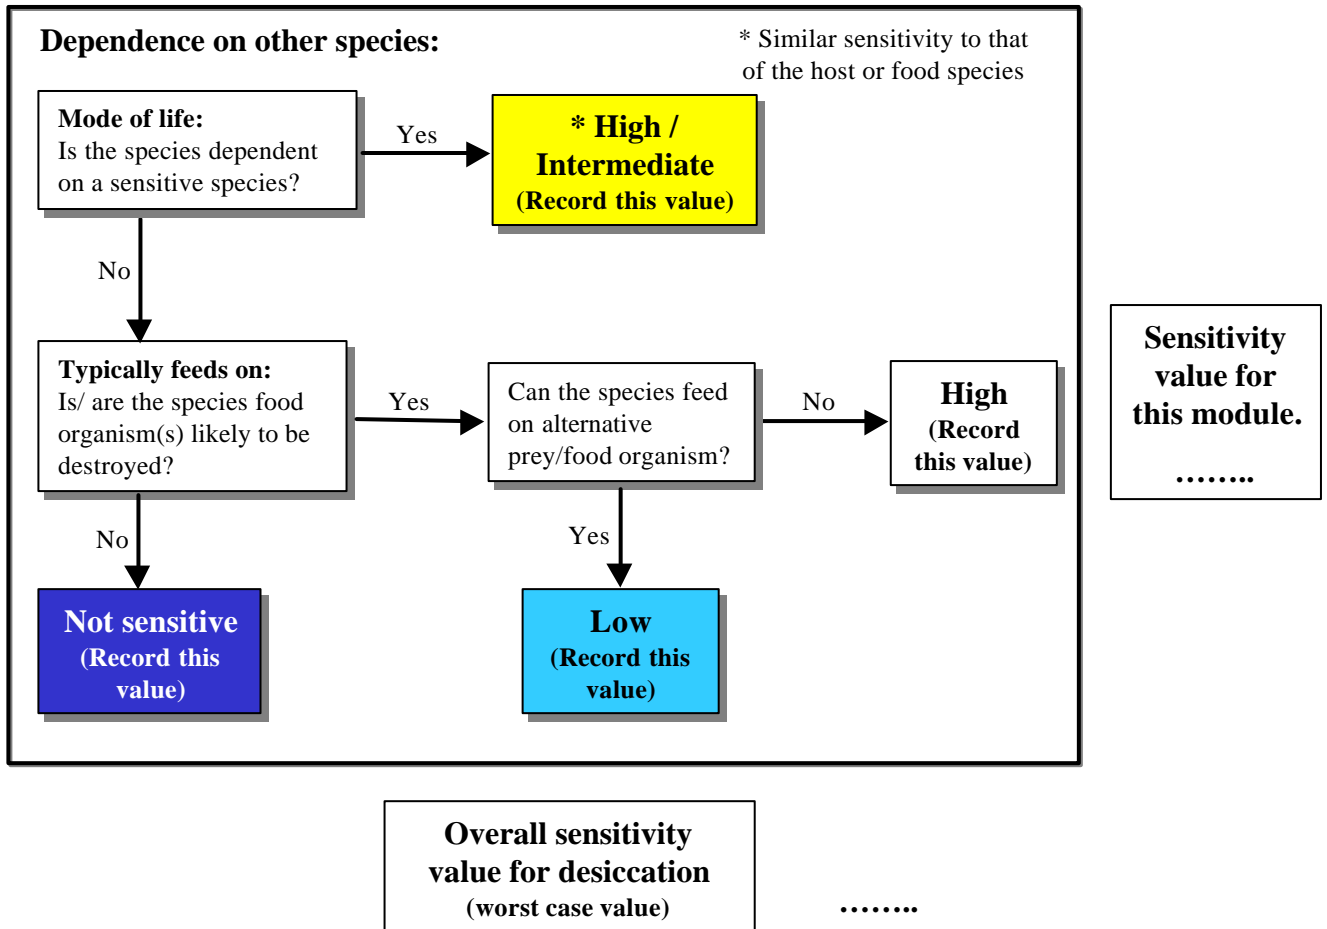 Dependence on other species:
* Similar sensitivity to that
of the host or food species
Mode of life:
Is the species dependent
on a sensitive species?
Yes
* High /
Intermediate
(Record this value)
No
Typically feeds on:
Is/ are the species food
organism(s) likely to be
destroyed?
Yes
Can the species feed
on alternative
prey/food organism?
No
High
(Record
this value)
Sensitivity
value for
this module.
……..
No
Yes
Not sensitive
(Record this
value)
Low
(Record this
value)
Overall sensitivity
value for desiccation
(worst case value)
……..